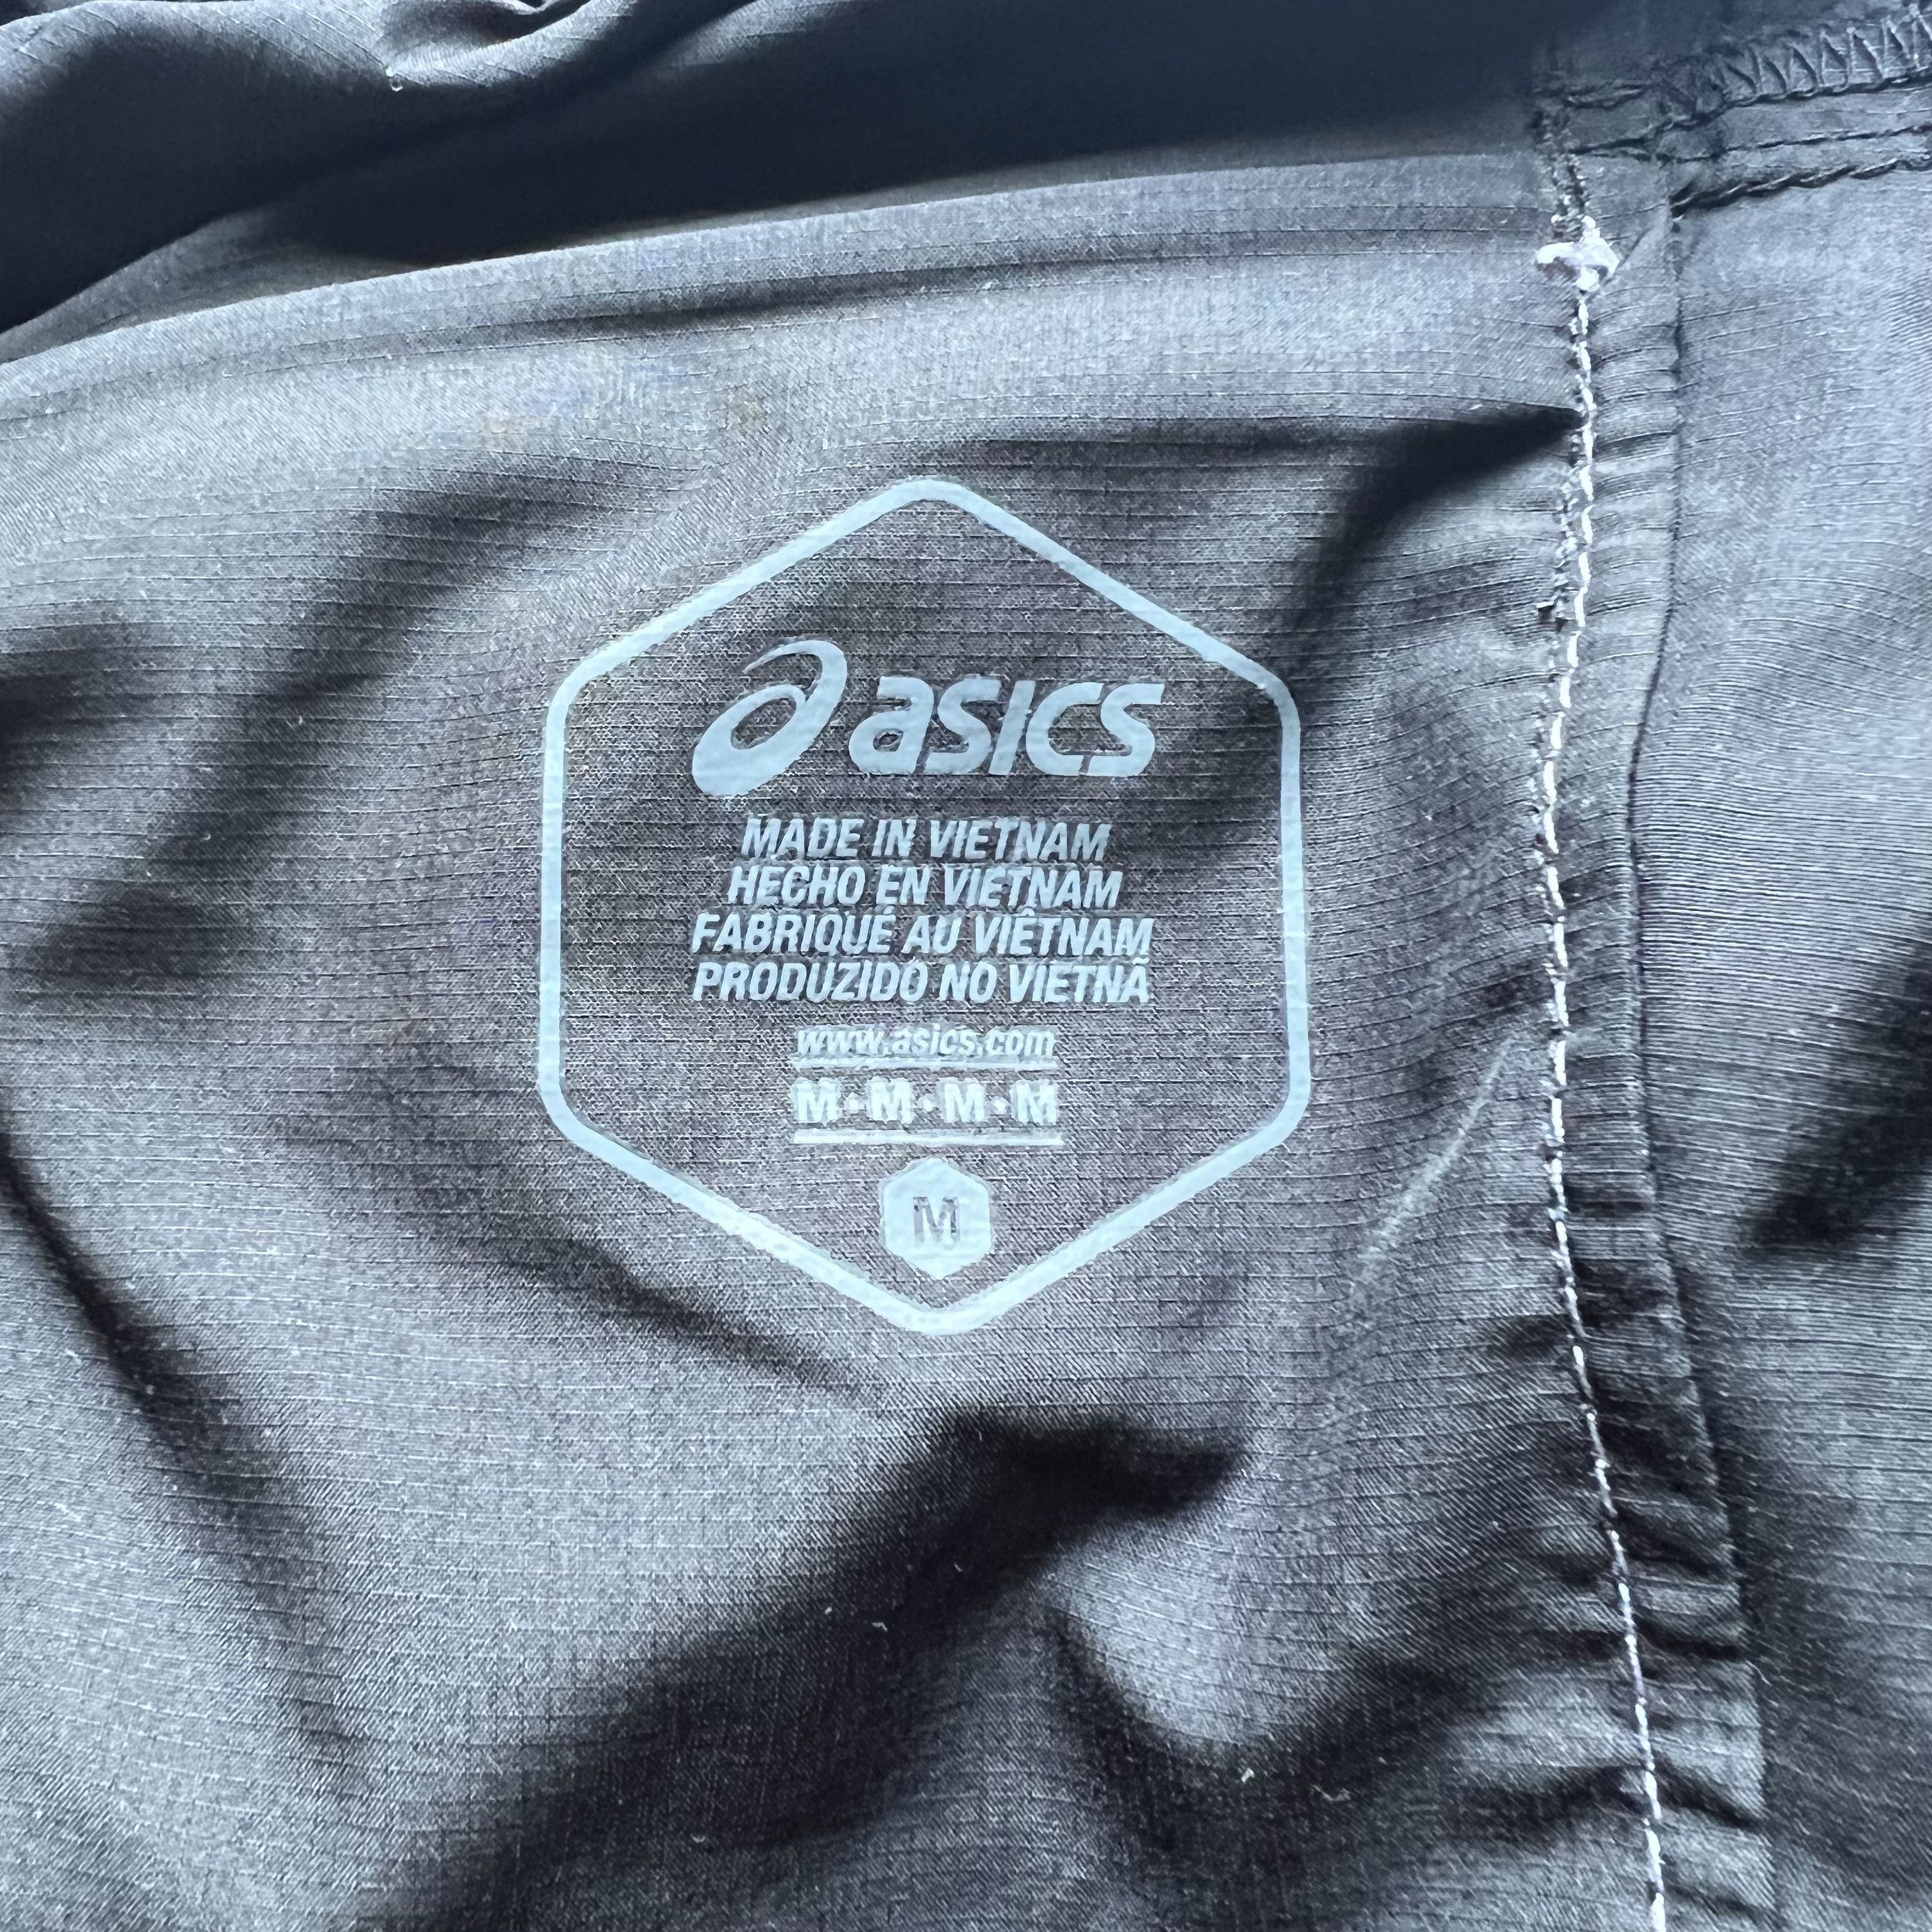 asics
MADE IN VIETNAM
HECHO EN VIETNAM
FABRIQUÉ AU VIÊTNAM
PRODUZIDO NO VIETNÃ
www.asics.com
M·M·M·M
M